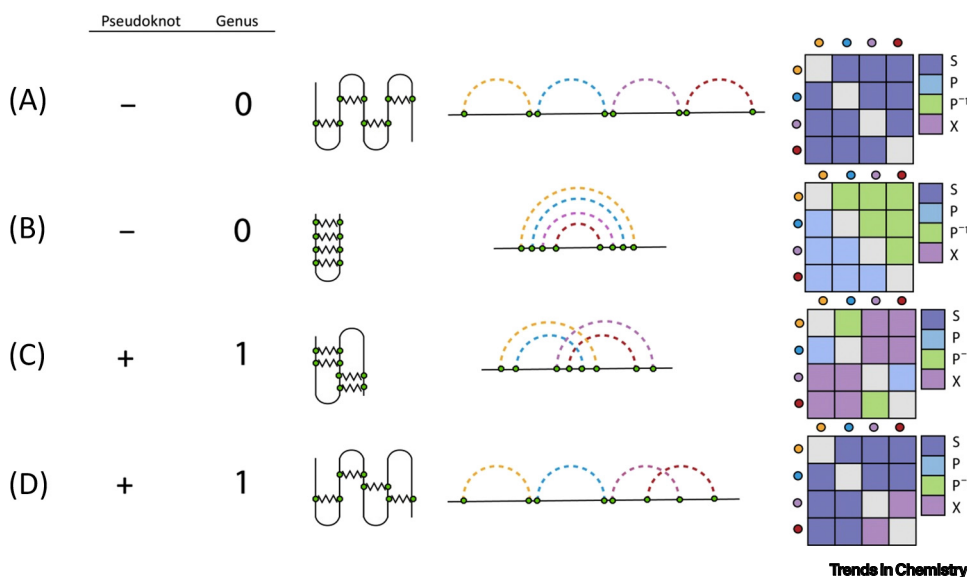 Pseudoknot Genus
(A) – 0
S
P
P⁻¹
X
(B) – 0
S
P
P⁻¹
X
(C) + 1
S
P
P⁻
X
(D) + 1
S
P
P⁻
X
Trends in Chemistry